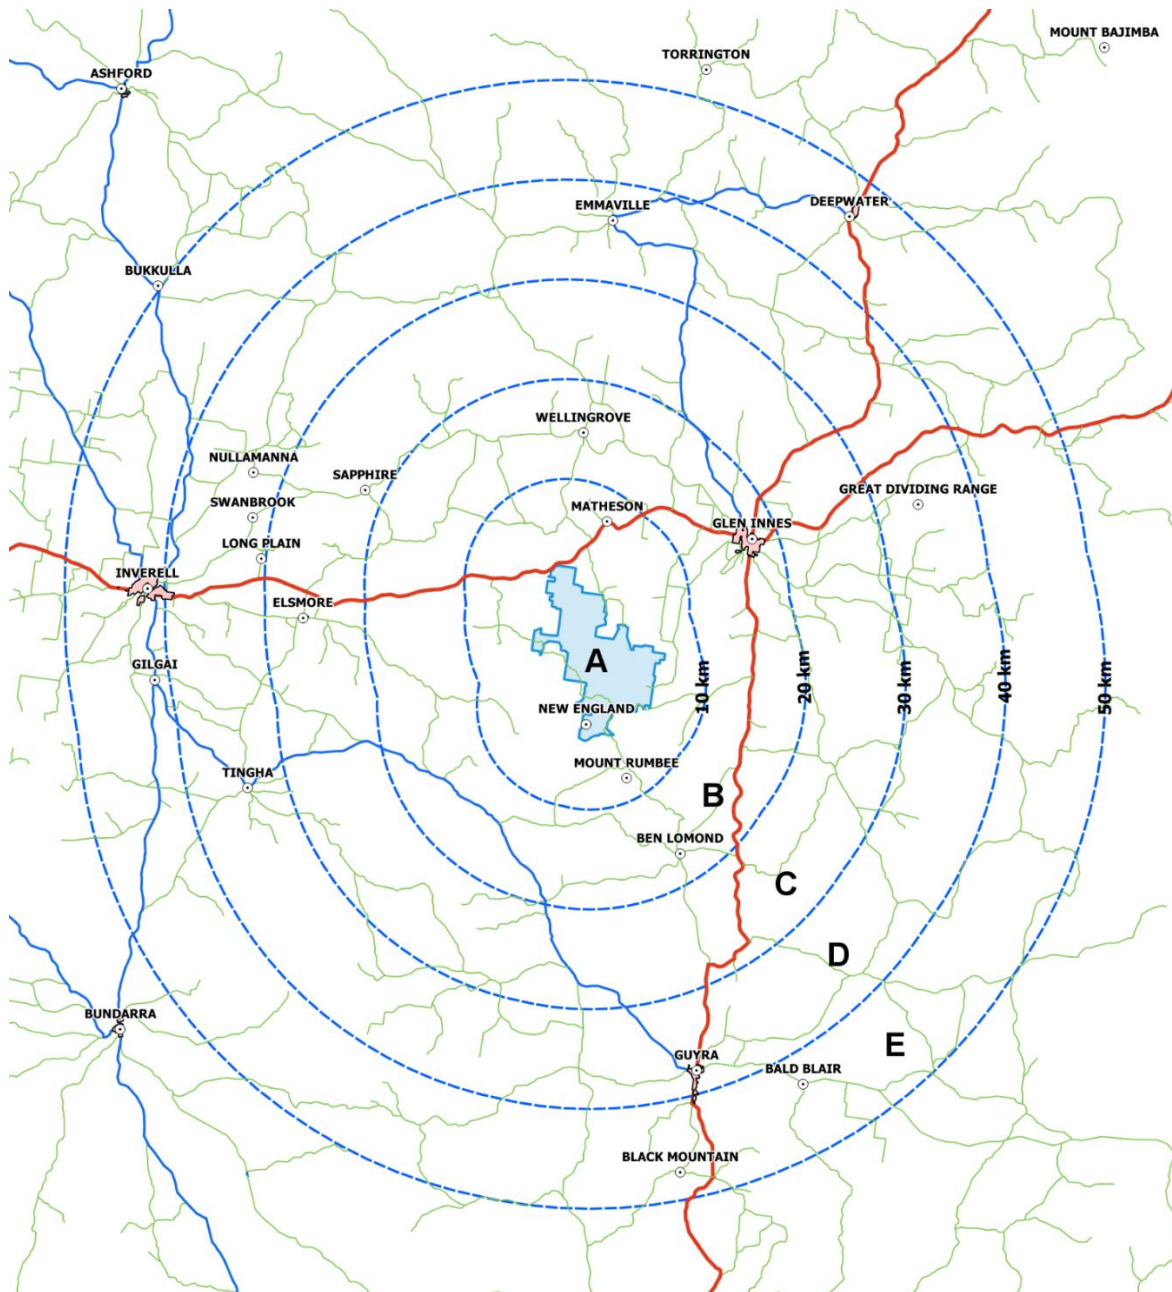 MOUNT BAJIMBA
TORRINGTON
ASHFORD
EMMAVILLE
DEEPWATER
BUKKULLA
WELLINGROVE
NULLAMANNA
SAPPHIRE
GREAT DIVIDING RANGE
SWANBROOK
MATHESON
GLEN INNES
LONG PLAIN
INVERELL
ELSMORE
A
GILGAI
10 km
20 km
30 km
40 km
50 km
NEW ENGLAND
MOUNT RUMBEE
TINGHA
B
BEN LOMOND
C
D
BUNDARRA
E
GUYRA
BALD BLAIR
BLACK MOUNTAIN